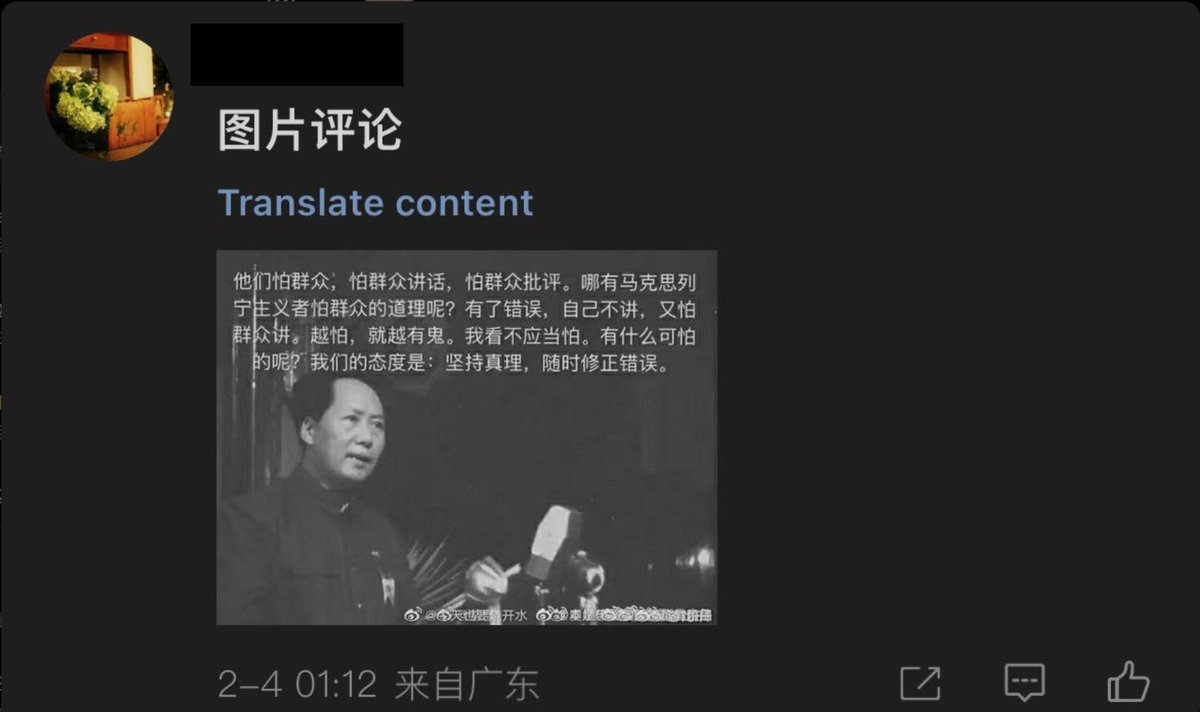 图片评论
Translate content
他们怕群众，怕群众讲话，怕群众批评。哪有马克思列
宁主义者怕群众的道理呢？有了错误，自己不讲，又怕
群众讲。越怕，就越有鬼。我看不应当怕。有什么可怕
的呢？我们的态度是：坚持真理，随时修正错误。
2-4 01:12 来自广东